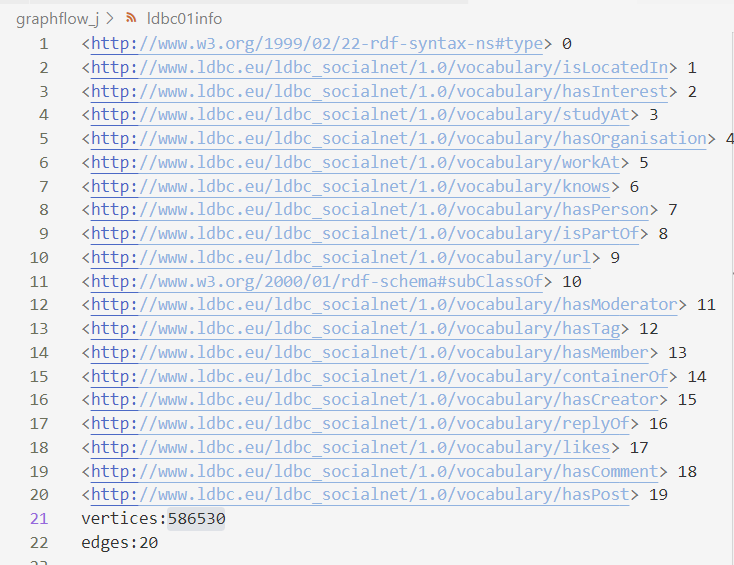 graphflow_j > ldbc01info
1 <http://www.w3.org/1999/02/22-rdf-syntax-ns#type> 0
2 <http://www.ldbc.eu/ldbc_socialnet/1.0/vocabulary/isLocatedIn> 1
3 <http://www.ldbc.eu/ldbc_socialnet/1.0/vocabulary/hasInterest> 2
4 <http://www.ldbc.eu/ldbc_socialnet/1.0/vocabulary/studyAt> 3
5 <http://www.ldbc.eu/ldbc_socialnet/1.0/vocabulary/hasOrganisation> 4
6 <http://www.ldbc.eu/ldbc_socialnet/1.0/vocabulary/workAt> 5
7 <http://www.ldbc.eu/ldbc_socialnet/1.0/vocabulary/knows> 6
8 <http://www.ldbc.eu/ldbc_socialnet/1.0/vocabulary/hasPerson> 7
9 <http://www.ldbc.eu/ldbc_socialnet/1.0/vocabulary/isPartOf> 8
10 <http://www.ldbc.eu/ldbc_socialnet/1.0/vocabulary/url> 9
11 <http://www.w3.org/2000/01/rdf-schema#subClassOf> 10
12 <http://www.ldbc.eu/ldbc_socialnet/1.0/vocabulary/hasModerator> 11
13 <http://www.ldbc.eu/ldbc_socialnet/1.0/vocabulary/hasTag> 12
14 <http://www.ldbc.eu/ldbc_socialnet/1.0/vocabulary/hasMember> 13
15 <http://www.ldbc.eu/ldbc_socialnet/1.0/vocabulary/containerOf> 14
16 <http://www.ldbc.eu/ldbc_socialnet/1.0/vocabulary/hasCreator> 15
17 <http://www.ldbc.eu/ldbc_socialnet/1.0/vocabulary/replyOf> 16
18 <http://www.ldbc.eu/ldbc_socialnet/1.0/vocabulary/likes> 17
19 <http://www.ldbc.eu/ldbc_socialnet/1.0/vocabulary/hasComment> 18
20 <http://www.ldbc.eu/ldbc_socialnet/1.0/vocabulary/hasPost> 19
21 vertices:586530
22 edges:20